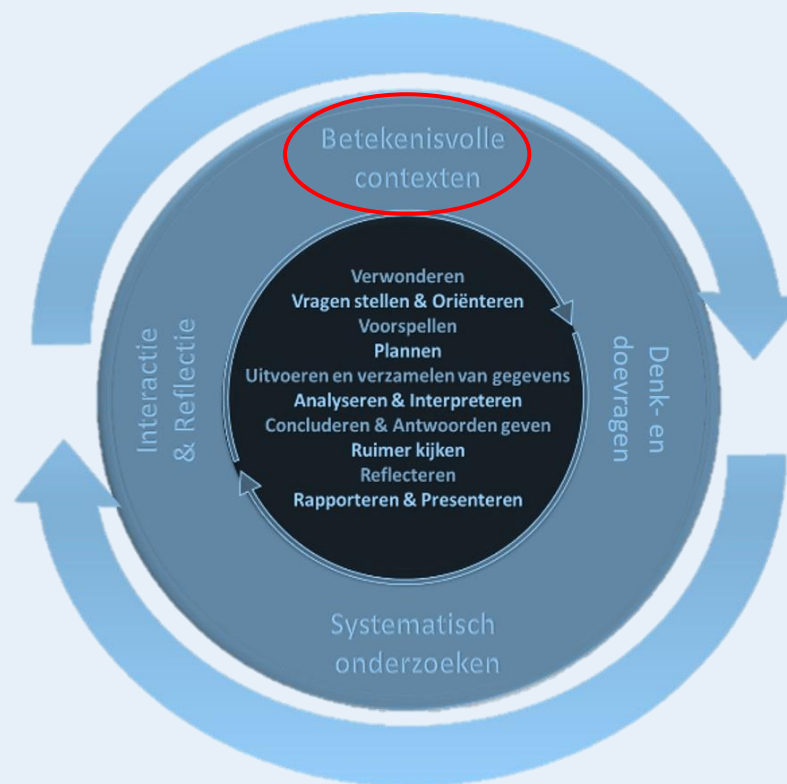 Betekenisvolle
contexten
Verwonderen
Vragen stellen & Oriënteren
Voorspellen
Plannen
Uitvoeren en verzamelen van gegevens
Analyseren & Interpreteren
Concluderen & Antwoorden geven
Ruimer kijken
Reflecteren
Rapporteren & Presenteren
Denk- en
doevragen
Systematisch
onderzoeken
Interactie
& Reflectie